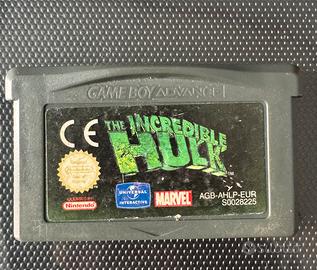 GAME BOY ADVANCE
CE
THE INCREDIBLE
HULK
Nintendo
UNIVERSAL
INTERACTIVE
MARVEL
AGB-AHLP-EUR
S0028225